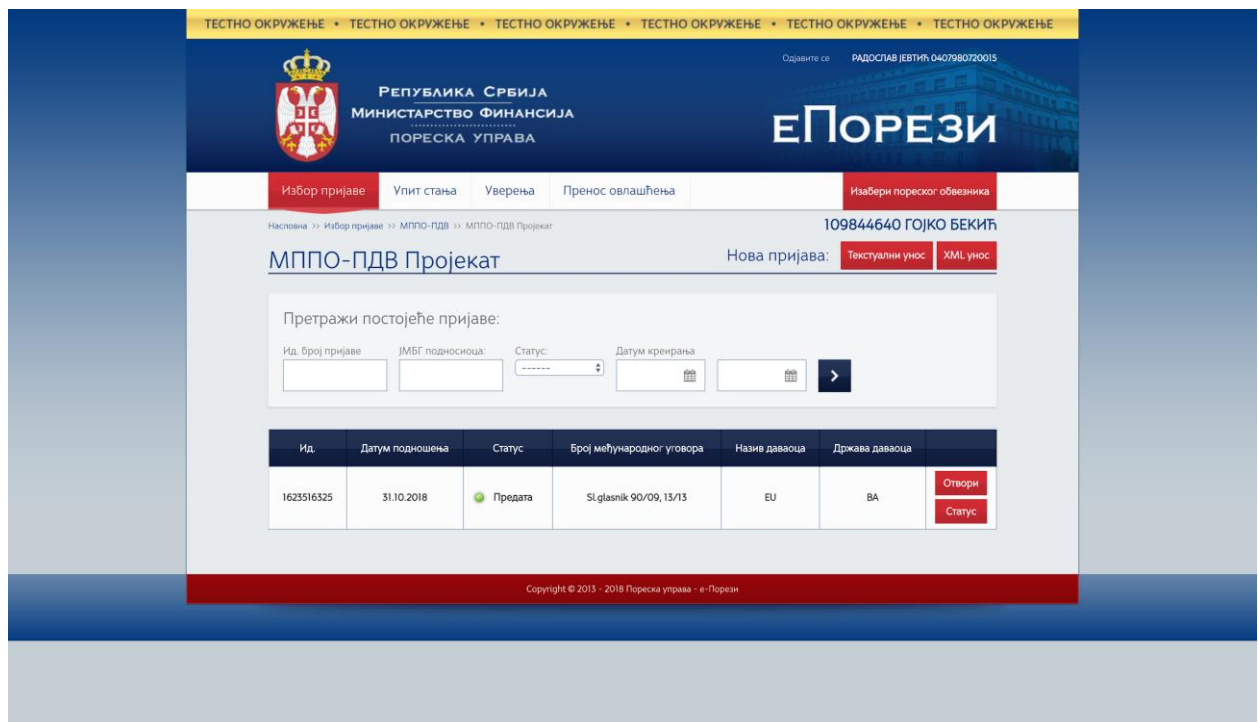 ТЕСТНО ОКРУЖЕЊЕ • ТЕСТНО ОКРУЖЕЊЕ • ТЕСТНО ОКРУЖЕЊЕ • ТЕСТНО ОКРУЖЕЊЕ • ТЕСТНО ОКРУЖЕЊЕ • ТЕСТНО ОКРУЖЕЊЕ
Одјавите се РАДОСЛАВ ЈЕВТИЋ 0407980720015
РЕПУБЛИКА СРБИЈА
МИНИСТАРСТВО ФИНАНСИЈА
ПОРЕСКА УПРАВА
еПОРЕЗИ
Избор пријаве Упит стања Уверења Пренос овлашћења Изабери пореског обвезника
Насловна >> Избор пријаве >> МППО-ПДВ >> МППО-ПДВ Пројекат
109844640 ГОЈКО БЕКИЋ
МППО-ПДВ Пројекат Нова пријава: Текстуални унос XML унос
Претражи постојеће пријаве:
Ид. број пријаве ЈМБГ подносиоца: Статус: Датум креирања
------
Ид. Датум подношења Статус Број међународног уговора Назив даваоца Држава даваоца
1623516325 31.10.2018 Предата Sl.glasnik 90/09, 13/13 EU BA Отвори
Статус
Copyright © 2013 - 2018 Пореска управа - е-Порези